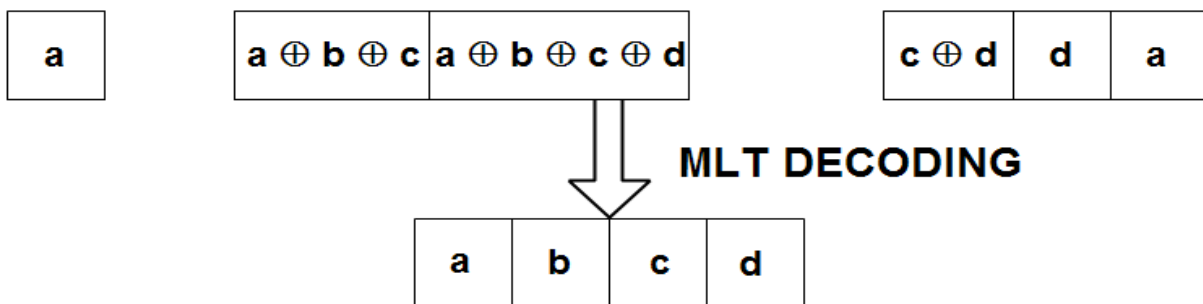 a a ⊕ b ⊕ c a ⊕ b ⊕ c ⊕ d c ⊕ d d a
MLT DECODING
a b c d